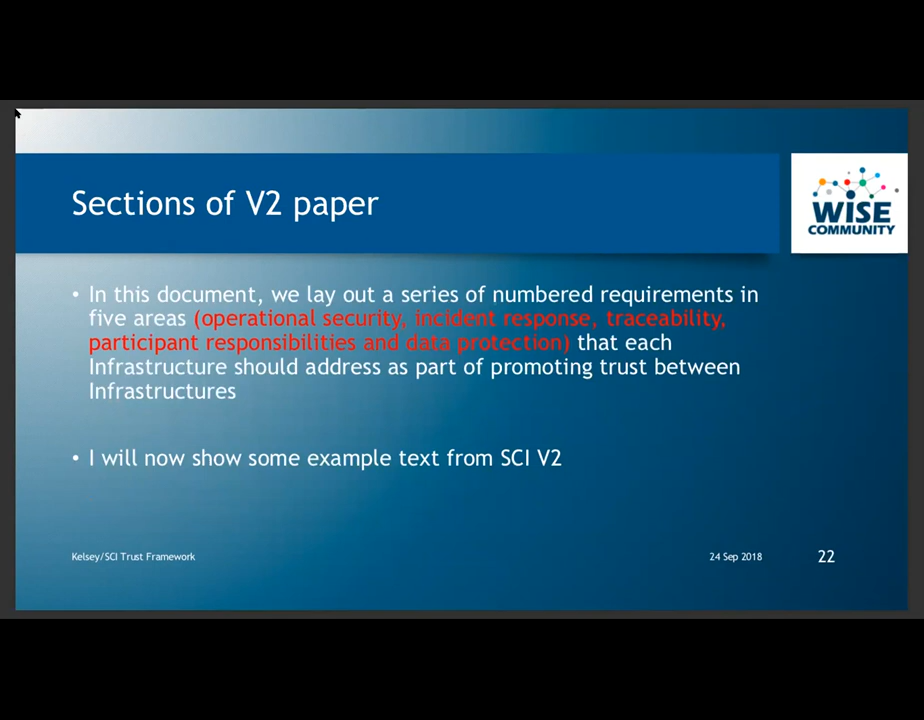 Sections of V2 paper
WISE
COMMUNITY
• In this document, we lay out a series of numbered requirements in
five areas (operational security, incident response, traceability,
participant responsibilities and data protection) that each
Infrastructure should address as part of promoting trust between
Infrastructures
• I will now show some example text from SCI V2
Kelsey/SCI Trust Framework
24 Sep 2018
22